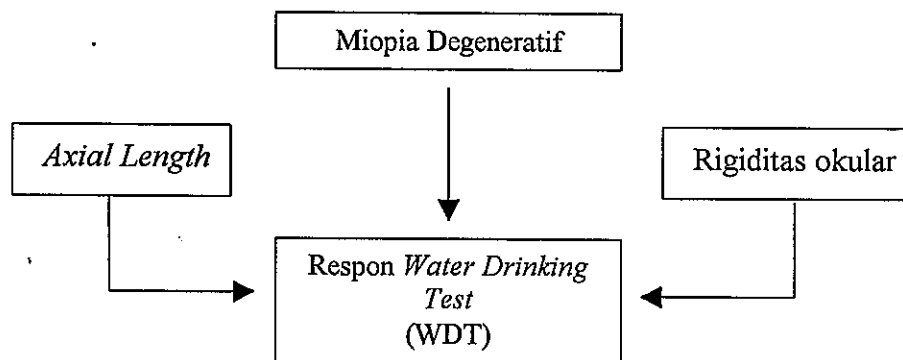 Miopia Degeneratif
Axial Length
Rigiditas okular
Respon Water Drinking
Test
(WDT)